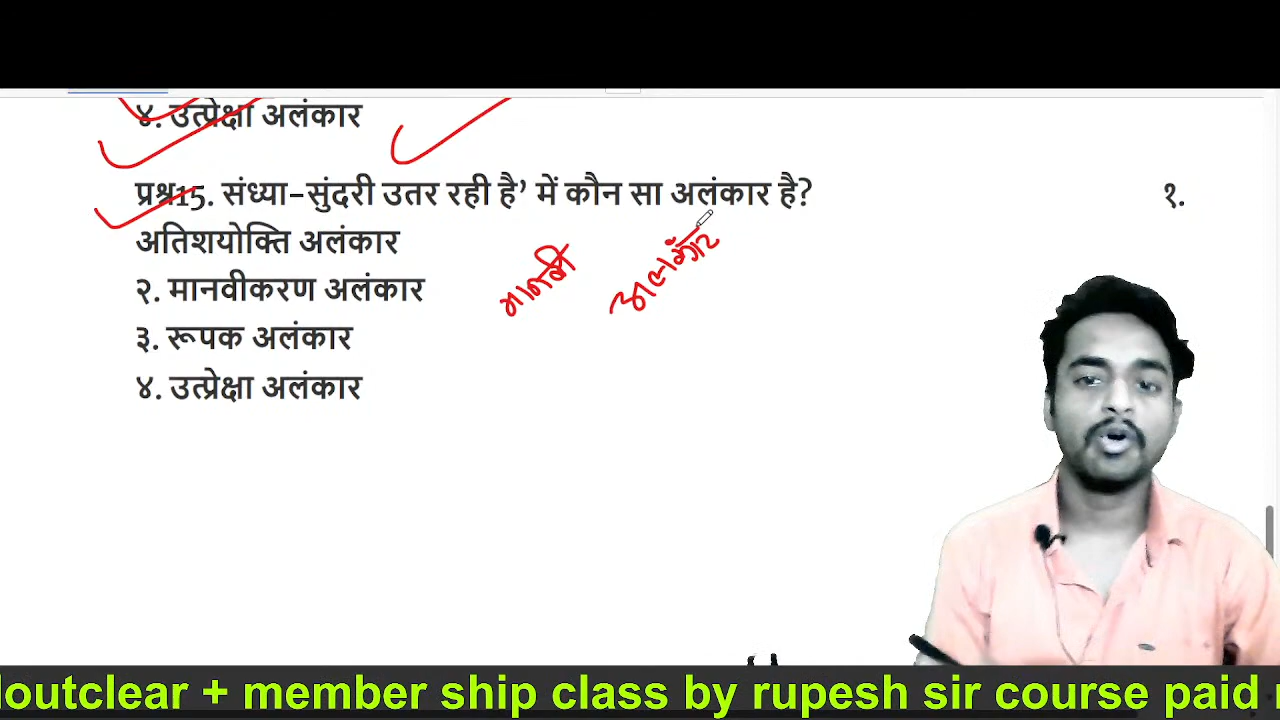 ४. उत्प्रेक्षा अलंकार
प्रश्न15. संध्या-सुंदरी उतर रही है’ में कौन सा अलंकार है? १.
अतिशयोक्ति अलंकार
२. मानवीकरण अलंकार
३. रूपक अलंकार
४. उत्प्रेक्षा अलंकार
मानवी
loutclear + member ship class by rupesh sir course paid